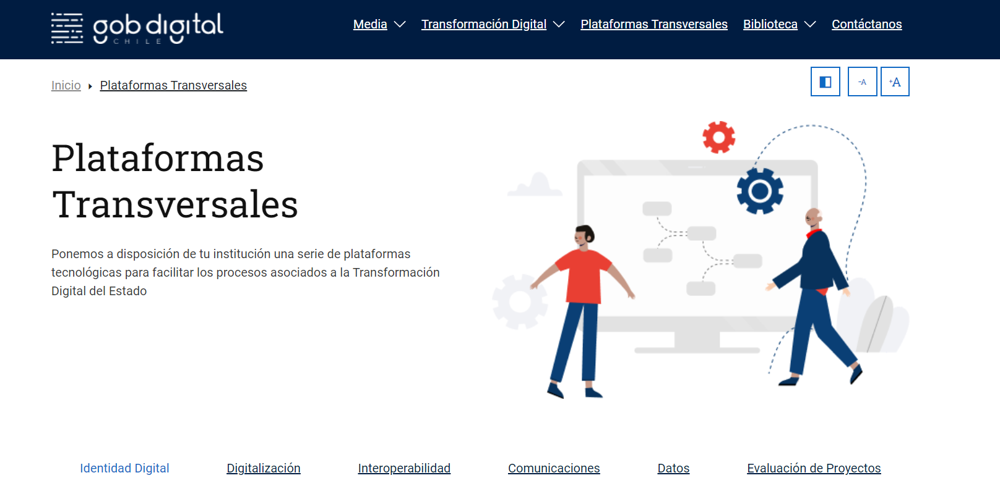 gob digital
CHILE
Media
Transformación Digital
Plataformas Transversales
Biblioteca
Contáctanos
Inicio
Plataformas Transversales
-A
+A
Plataformas
Transversales
Ponemos a disposición de tu institución una serie de plataformas
tecnológicas para facilitar los procesos asociados a la Transformación
Digital del Estado
Identidad Digital
Digitalización
Interoperabilidad
Comunicaciones
Datos
Evaluación de Proyectos